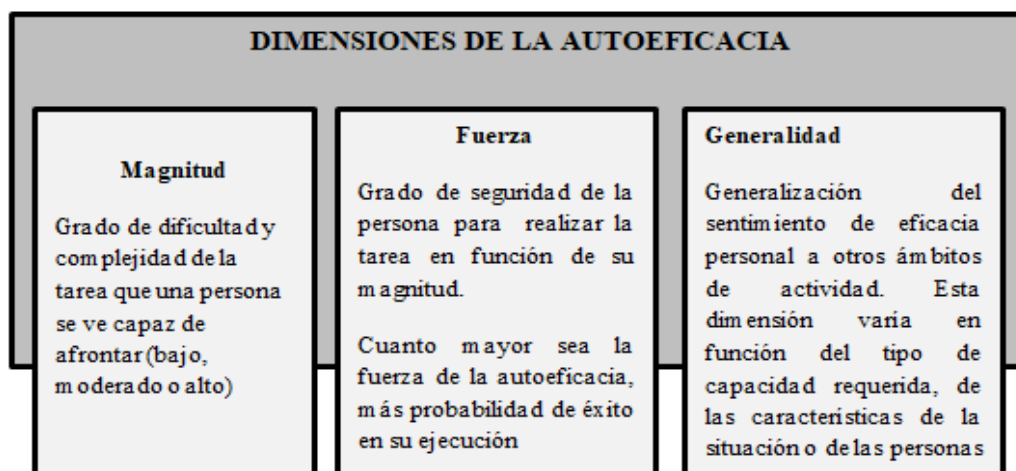 DIMENSIONES DE LA AUTOEFICACIA
Magnitud
Grado de dificultad y
complejidad de la
tarea que una persona
se ve capaz de
afrontar (bajo,
moderado o alto)
Fuerza
Grado de seguridad de la
persona para realizar la
tarea en función de su
magnitud.
Cuanto mayor sea la
fuerza de la autoeficacia,
más probabilidad de éxito
en su ejecución
Generalidad
Generalización del
sentimiento de eficacia
personal a otros ámbitos
de actividad. Esta
dimensión varía en
función del tipo de
capacidad requerida, de
las características de la
situación o de las personas